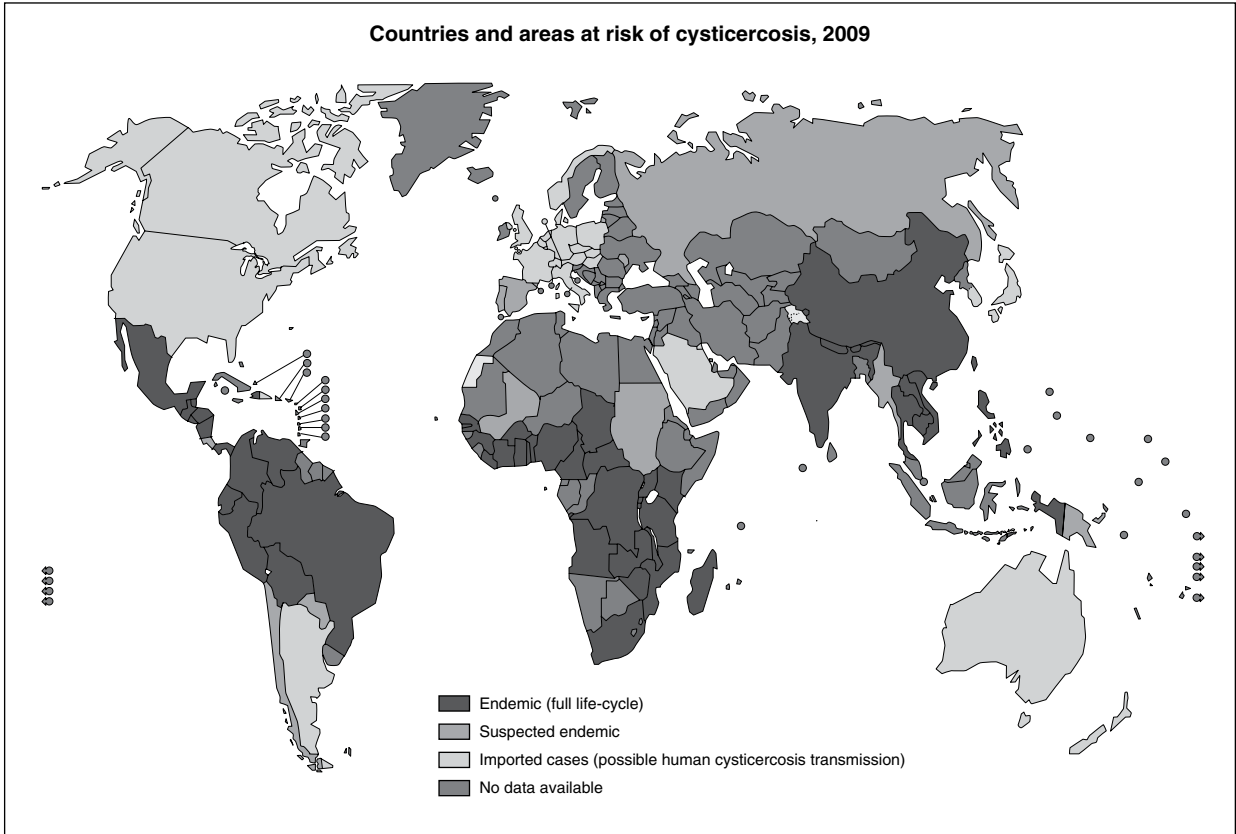 Countries and areas at risk of cysticercosis, 2009
Endemic (full life-cycle)
Suspected endemic
Imported cases (possible human cysticercosis transmission)
No data available